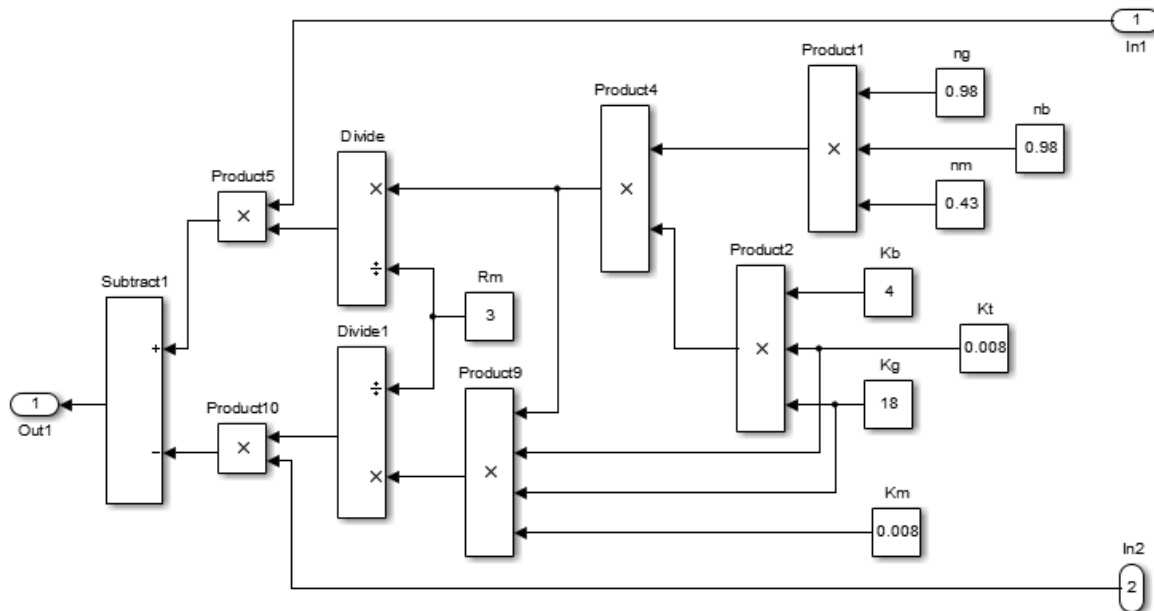 1
In1
Product1
ng
0.98
Product4
nb
0.98
×
nm
0.43
Divide
×
÷
Product5
×
×
Product2
Kb
4
×
Kt
0.008
Kg
18
Rm
3
Subtract1
+
−
Divide1
÷
×
Product9
×
1
Out1
Product10
×
Km
0.008
In2
2